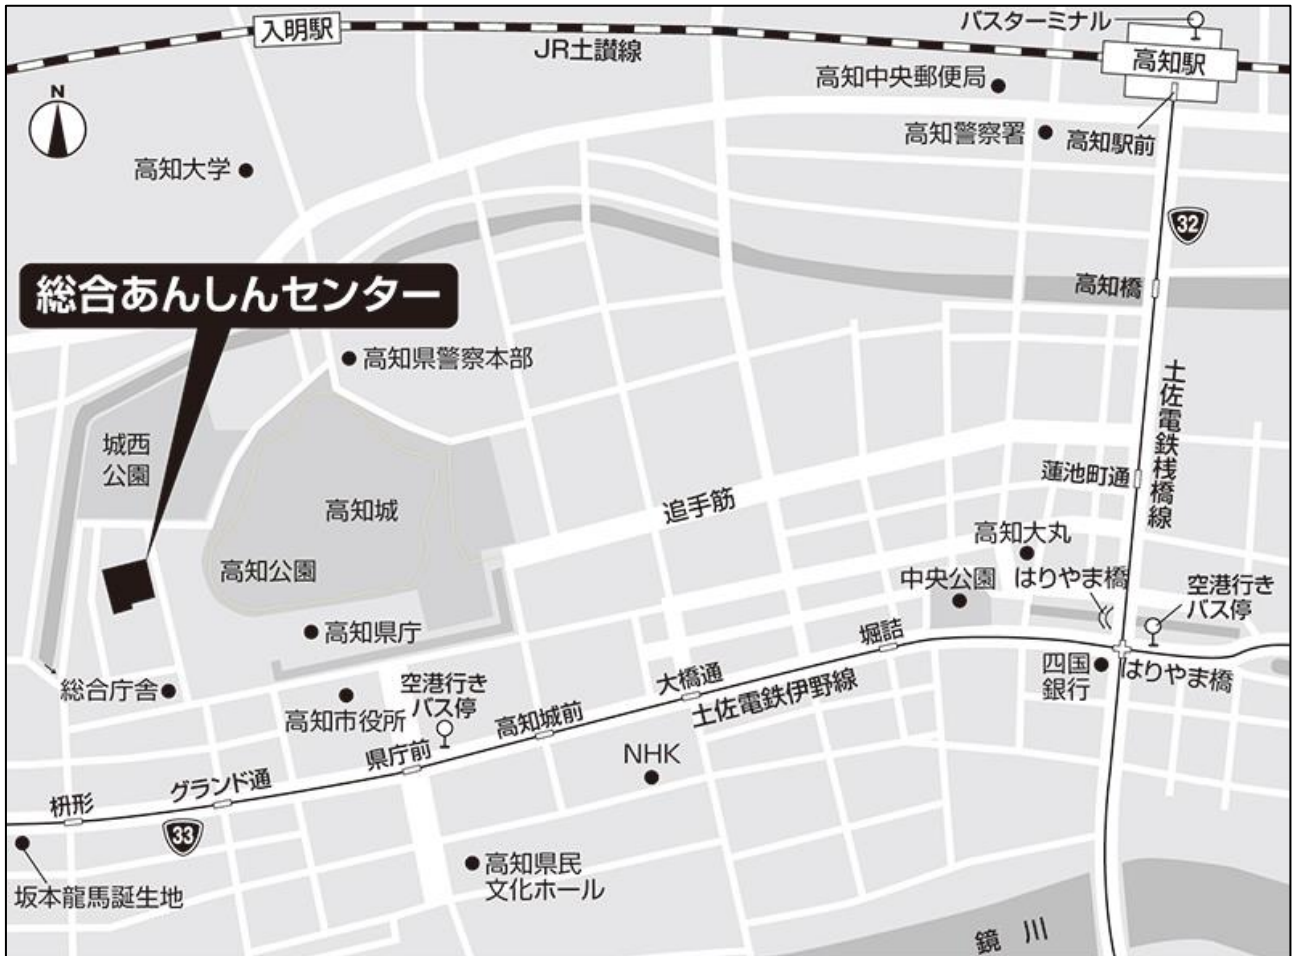 バスターミナル
入明駅
JR土讃線
高知駅
高知中央郵便局
N
高知警察署
高知駅前
高知大学
32
総合あんしんセンター
高知橋
高知県警察本部
土佐電鉄桟橋線
城西
公園
蓮池町通
高知城
追手筋
高知大丸
高知公園
中央公園
はりやま橋
空港行き
バス停
高知県庁
堀詰
四国
銀行
はりやま橋
総合庁舎
空港行き
バス停
大橋通
土佐電鉄伊野線
高知市役所
高知城前
県庁前
NHK
グランド通
枡形
33
高知県民
文化ホール
坂本龍馬誕生地
鏡川